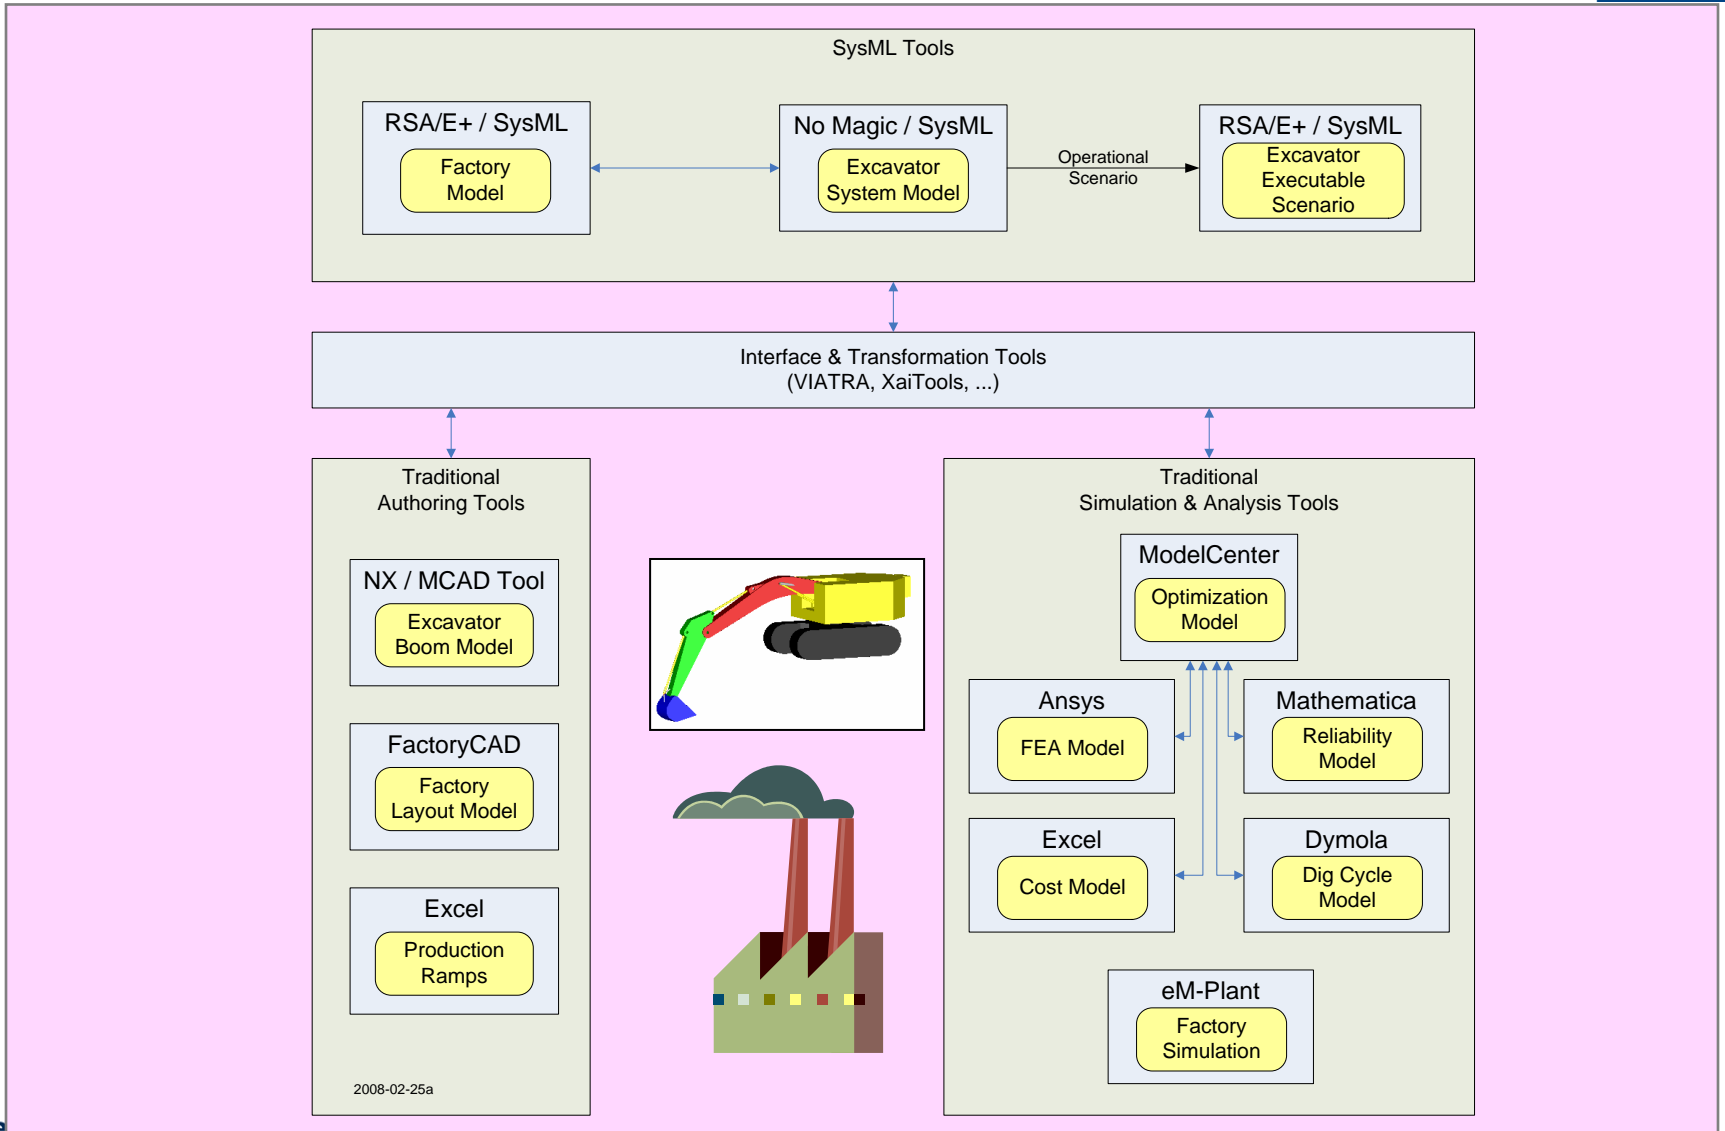 SysML Tools
RSA/E+ / SysML
Factory
Model
No Magic / SysML
Excavator
System Model
Operational
Scenario
RSA/E+ / SysML
Excavator
Executable
Scenario
Interface & Transformation Tools
(VIATRA, XaiTools, ...)
Traditional
Authoring Tools
NX / MCAD Tool
Excavator
Boom Model
FactoryCAD
Factory
Layout Model
Excel
Production
Ramps
2008-02-25a
Traditional
Simulation & Analysis Tools
ModelCenter
Optimization
Model
Ansys
FEA Model
Mathematica
Reliability
Model
Excel
Cost Model
Dymola
Dig Cycle
Model
eM-Plant
Factory
Simulation